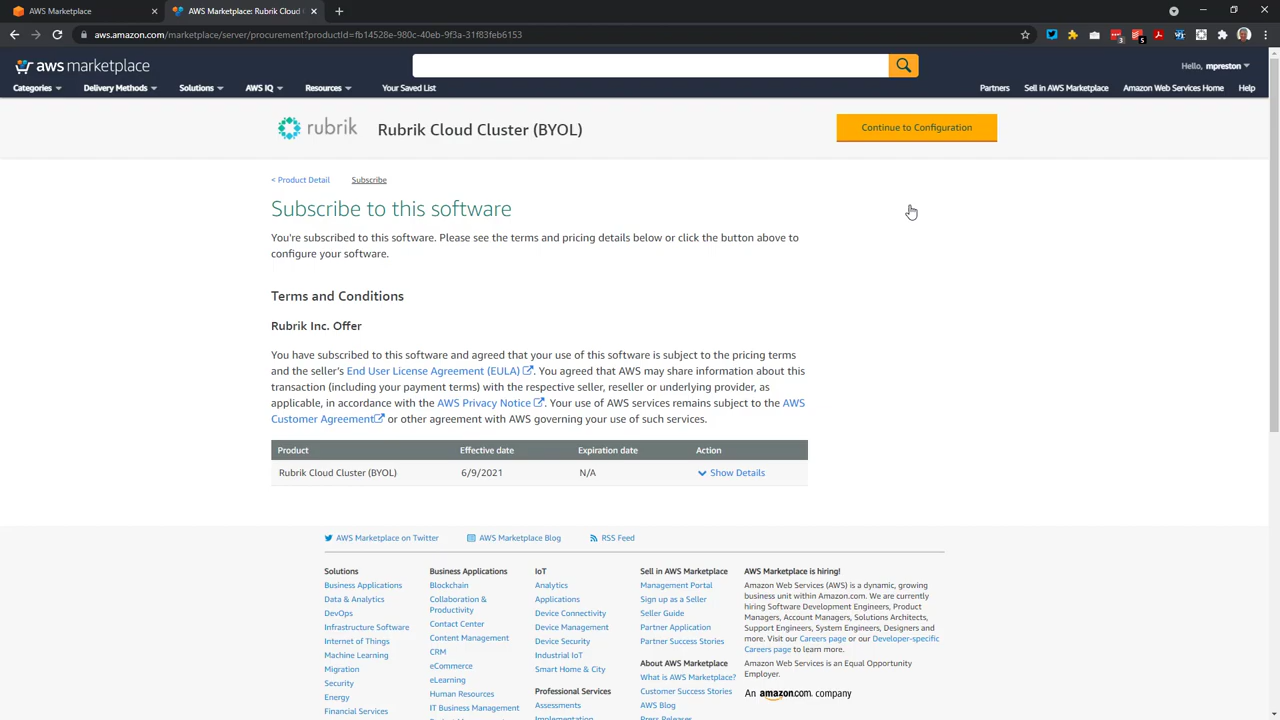 AWS Marketplace
AWS Marketplace: Rubrik Cloud
aws.amazon.com/marketplace/server/procurement?productId=fb14528e-980c-40eb-9f3a-31f83feb6153
3
5
aws marketplace
Hello, mpreston
Categories
Delivery Methods
Solutions
AWS IQ
Resources
Your Saved List
Partners
Sell in AWS Marketplace
Amazon Web Services Home
Help
rubrik
Rubrik Cloud Cluster (BYOL)
Continue to Configuration
< Product Detail
Subscribe
Subscribe to this software
You're subscribed to this software. Please see the terms and pricing details below or click the button above to
configure your software.
Terms and Conditions
Rubrik Inc. Offer
You have subscribed to this software and agreed that your use of this software is subject to the pricing terms
and the seller's End User License Agreement (EULA). You agreed that AWS may share information about this
transaction (including your payment terms) with the respective seller, reseller or underlying provider, as
applicable, in accordance with the AWS Privacy Notice. Your use of AWS services remains subject to the AWS
Customer Agreement or other agreement with AWS governing your use of such services.
Product Effective date Expiration date Action
Rubrik Cloud Cluster (BYOL) 6/9/2021 N/A Show Details
AWS Marketplace on Twitter
AWS Marketplace Blog
RSS Feed
Solutions
Business Applications
Data & Analytics
DevOps
Infrastructure Software
Internet of Things
Machine Learning
Migration
Security
Energy
Financial Services
Business Applications
Blockchain
Collaboration &
Productivity
Contact Center
Content Management
CRM
eCommerce
eLearning
Human Resources
IT Business Management
IoT
Analytics
Applications
Device Connectivity
Device Management
Device Security
Industrial IoT
Smart Home & City
Professional Services
Assessments
Implementation
Sell in AWS Marketplace
Management Portal
Sign up as a Seller
Seller Guide
Partner Application
Partner Success Stories
About AWS Marketplace
What is AWS Marketplace?
Customer Success Stories
AWS Blog
Press Releases
AWS Marketplace is hiring!
Amazon Web Services (AWS) is a dynamic, growing
business unit within Amazon.com. We are currently
hiring Software Development Engineers, Product
Managers, Account Managers, Solutions Architects,
Support Engineers, System Engineers, Designers and
more. Visit our Careers page or our Developer-specific
Careers page to learn more.
Amazon Web Services is an Equal Opportunity
Employer.
An amazon.com company